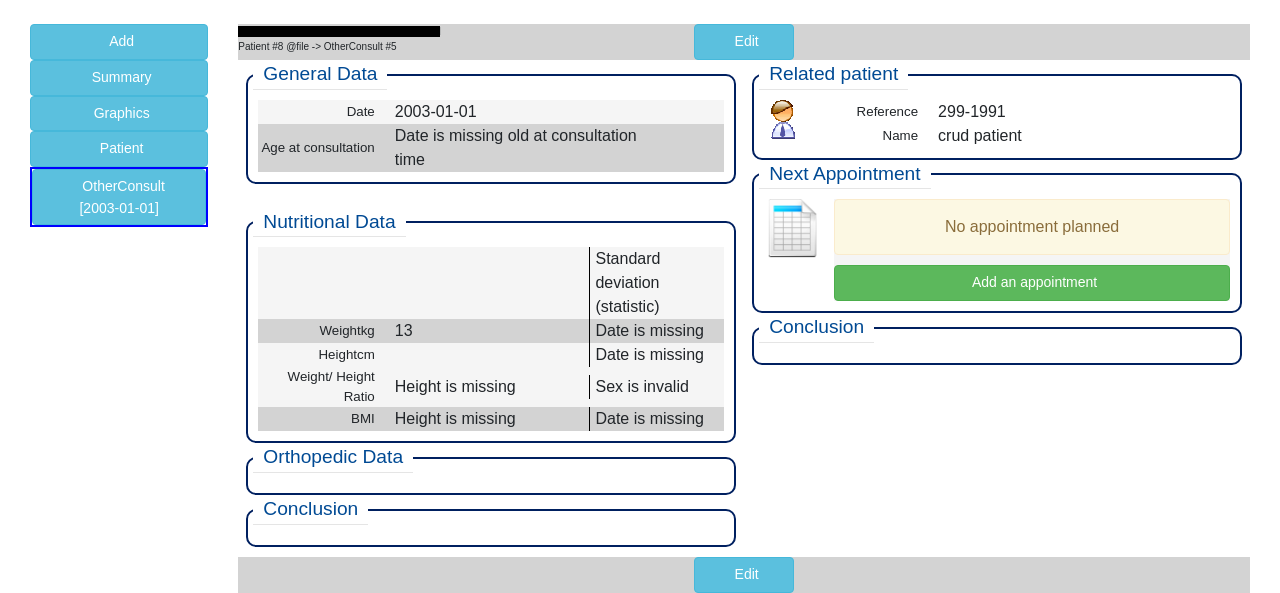 Add
Summary
Graphics
Patient
OtherConsult
[2003-01-01]
Patient #8 @file -> OtherConsult #5
Edit
General Data
Date 2003-01-01
Age at consultation Date is missing old at consultation
time
Nutritional Data
Standard
deviation
(statistic)
Weightkg 13 Date is missing
Heightcm Date is missing
Weight/ Height
Ratio Height is missing Sex is invalid
BMI Height is missing Date is missing
Orthopedic Data
Conclusion
Related patient
Reference 299-1991
Name crud patient
Next Appointment
No appointment planned
Add an appointment
Conclusion
Edit